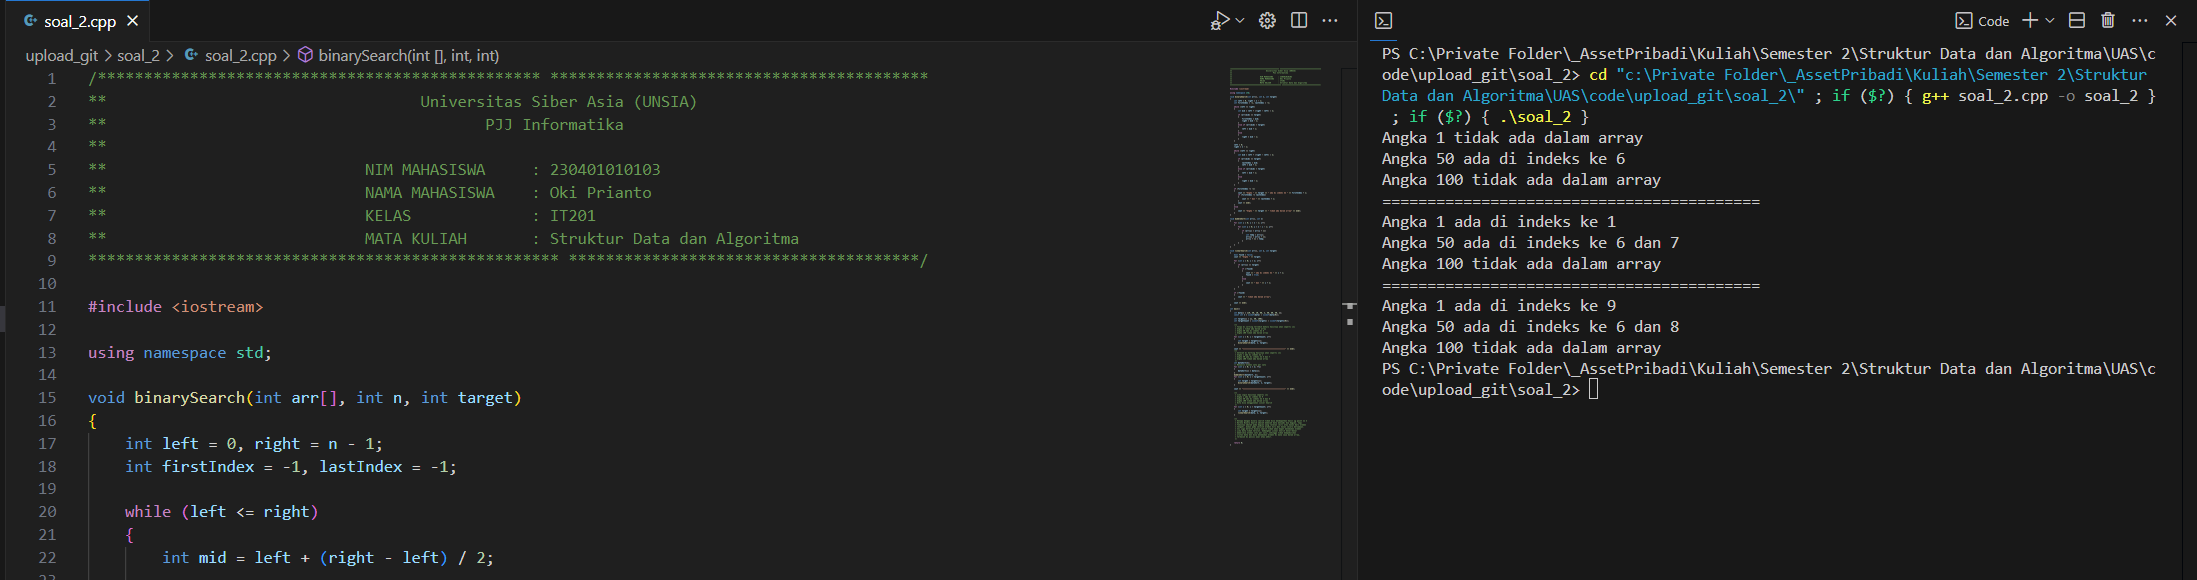 soal_2.cpp
upload_git > soal_2 > soal_2.cpp > binarySearch(int [], int, int)
1 /************************************************ *****************************************
2 ** Universitas Siber Asia (UNSIA)
3 ** PJJ Informatika
4 **
5 ** NIM MAHASISWA : 230401010103
6 ** NAMA MAHASISWA : Oki Prianto
7 ** KELAS : IT201
8 ** MATA KULIAH : Struktur Data dan Algoritma
9 *************************************************** **************************************/
10
11 #include <iostream>
12
13 using namespace std;
14
15 void binarySearch(int arr[], int n, int target)
16 {
17 int left = 0, right = n - 1;
18 int firstIndex = -1, lastIndex = -1;
19
20 while (left <= right)
21 {
22 int mid = left + (right - left) / 2;
23
Code
PS C:\Private Folder\_AssetPribadi\Kuliah\Semester 2\Struktur Data dan Algoritma\UAS\c
ode\upload_git\soal_2> cd "c:\Private Folder\_AssetPribadi\Kuliah\Semester 2\Struktur
Data dan Algoritma\UAS\code\upload_git\soal_2\" ; if ($?) { g++ soal_2.cpp -o soal_2 }
; if ($?) { .\soal_2 }
Angka 1 tidak ada dalam array
Angka 50 ada di indeks ke 6
Angka 100 tidak ada dalam array
=========================================
Angka 1 ada di indeks ke 1
Angka 50 ada di indeks ke 6 dan 7
Angka 100 tidak ada dalam array
=========================================
Angka 1 ada di indeks ke 9
Angka 50 ada di indeks ke 6 dan 8
Angka 100 tidak ada dalam array
PS C:\Private Folder\_AssetPribadi\Kuliah\Semester 2\Struktur Data dan Algoritma\UAS\c
ode\upload_git\soal_2>